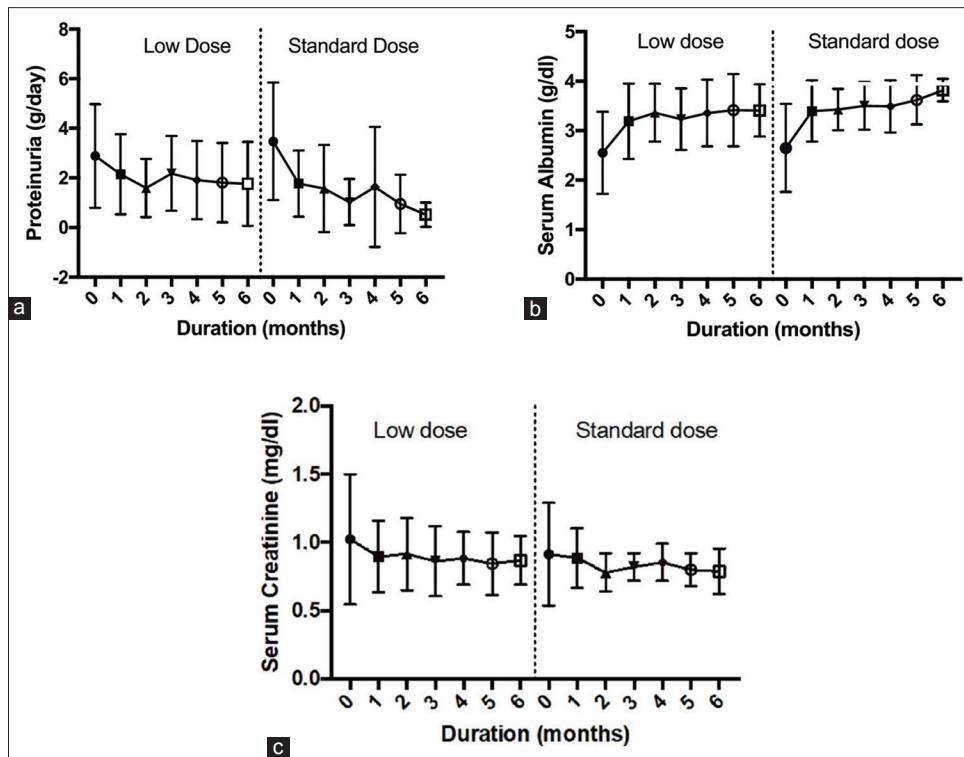 8
6
4
2
0
-2
Proteinuria (g/day)
Low Dose
Standard Dose
0 1 2 3 4 5 6 0 1 2 3 4 5 6
Duration (months)
a
5
4
3
2
1
0
Serum Albumin (g/dl)
Low dose
Standard dose
0 1 2 3 4 5 6 0 1 2 3 4 5 6
Duration (months)
b
2.0
1.5
1.0
0.5
0.0
Serum Creatinine (mg/dl)
Low dose
Standard dose
0 1 2 3 4 5 6 0 1 2 3 4 5 6
Duration (months)
c